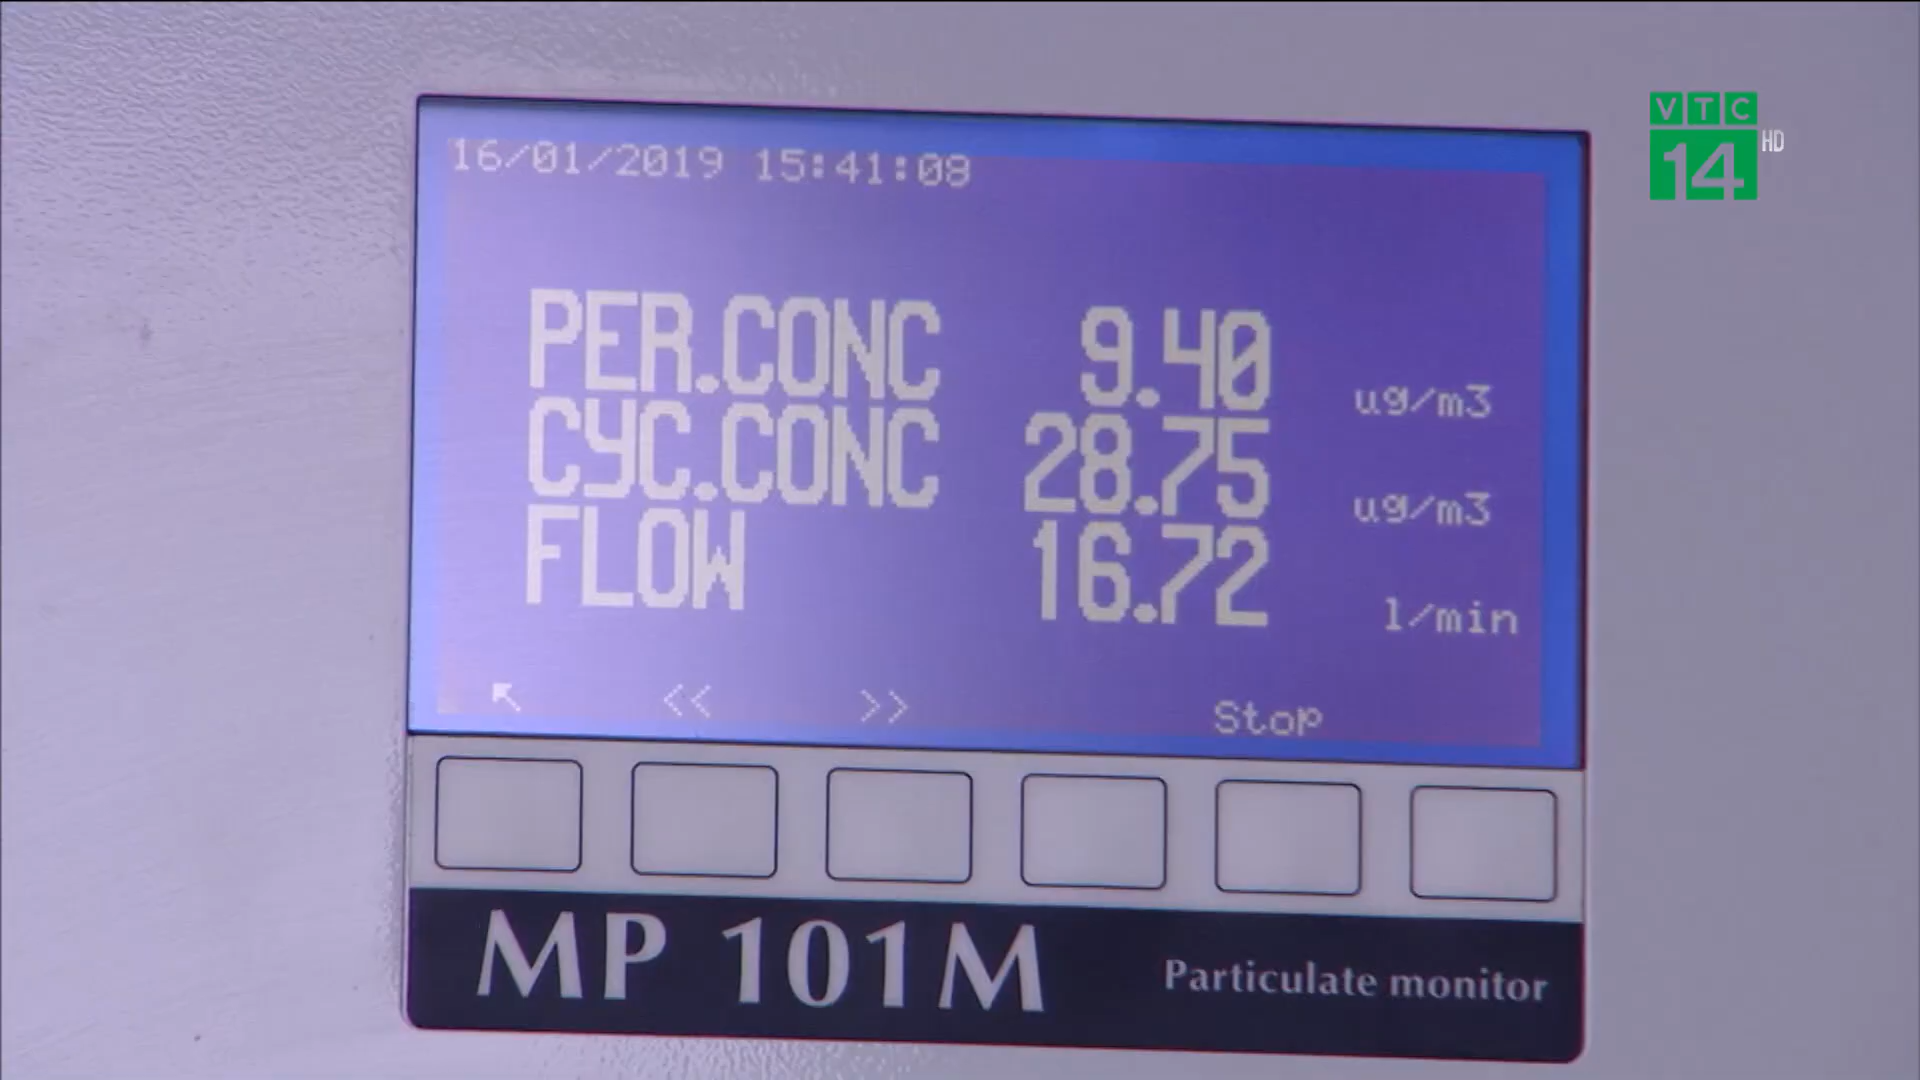 16/01/2019 15:41:08
VTC
14 HD
PER.CONC 9.40 ug/m3
CYC.CONC 28.75 ug/m3
FLOW 16.72 l/min
<< >> Stop
MP 101M Particulate monitor